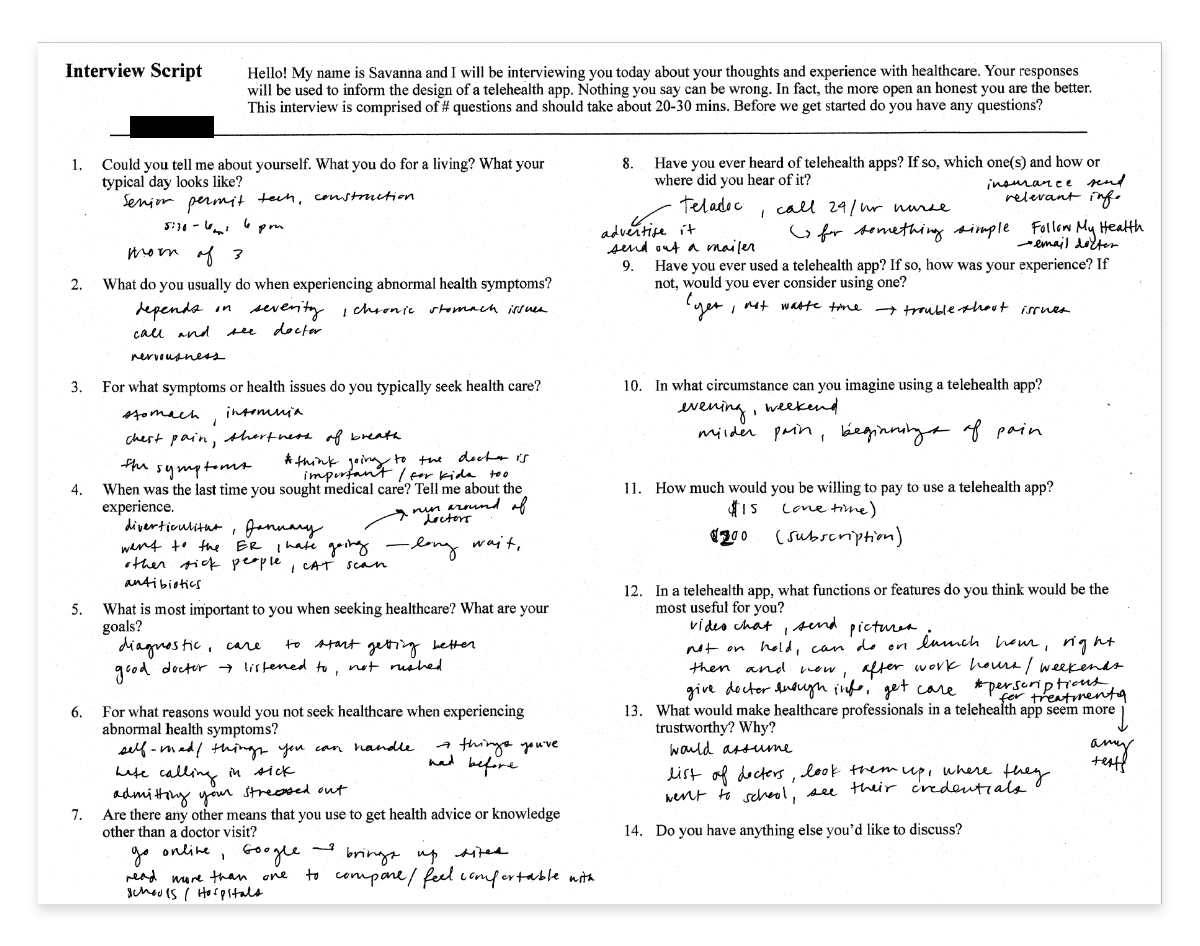 Interview Script
Hello! My name is Savanna and I will be interviewing you today about your thoughts and experience with healthcare. Your responses
will be used to inform the design of a telehealth app. Nothing you say can be wrong. In fact, the more open an honest you are the better.
This interview is comprised of # questions and should take about 20-30 mins. Before we get started do you have any questions?
1. Could you tell me about yourself. What you do for a living? What your
typical day looks like?
Senior permit tech, construction
5:30 - 6am, 6 pm
mom of 3
2. What do you usually do when experiencing abnormal health symptoms?
depends on severity, chronic stomach issues
call and see doctor
nervousness
3. For what symptoms or health issues do you typically seek health care?
stomach, insomnia
chest pain, shortness of breath
flu symptoms *think going to the doctor is
important / for kids too
4. When was the last time you sought medical care? Tell me about the
experience.
→ run around of
doctors
diverticulitus, January
went to the ER, hate going — long wait,
other sick people, CAT scan
antibiotics
5. What is most important to you when seeking healthcare? What are your
goals?
diagnostic, care to start getting better
good doctor → listened to, not rushed
6. For what reasons would you not seek healthcare when experiencing
abnormal health symptoms?
self-med / things you can handle → things you've
had before
hate calling in sick
admitting your stressed out
7. Are there any other means that you use to get health advice or knowledge
other than a doctor visit?
go online, Google → brings up sites
read more than one to compare / feel comfortable with
schools / Hospitals
8. Have you ever heard of telehealth apps? If so, which one(s) and how or
where did you hear of it?
insurance send
relevant info
Teladoc, call 24/hr nurse
advertise it
send out a mailer
↳ for something simple
Follow My Health
→ email doctor
9. Have you ever used a telehealth app? If so, how was your experience? If
not, would you ever consider using one?
yes, not waste time → troubleshoot issues
10. In what circumstance can you imagine using a telehealth app?
evening, weekend
milder pain, beginnings of pain
11. How much would you be willing to pay to use a telehealth app?
$15 (one time)
$200 (subscription)
12. In a telehealth app, what functions or features do you think would be the
most useful for you?
video chat, send pictures.
not on hold, can do on lunch hour, right
then and now, after work hours / weekends
give doctor enough info, get care *perscriptions
for treatment
13. What would make healthcare professionals in a telehealth app seem more
trustworthy? Why?
any
tests
would assume
list of doctors, look them up, where they
went to school, see their credentials
14. Do you have anything else you'd like to discuss?